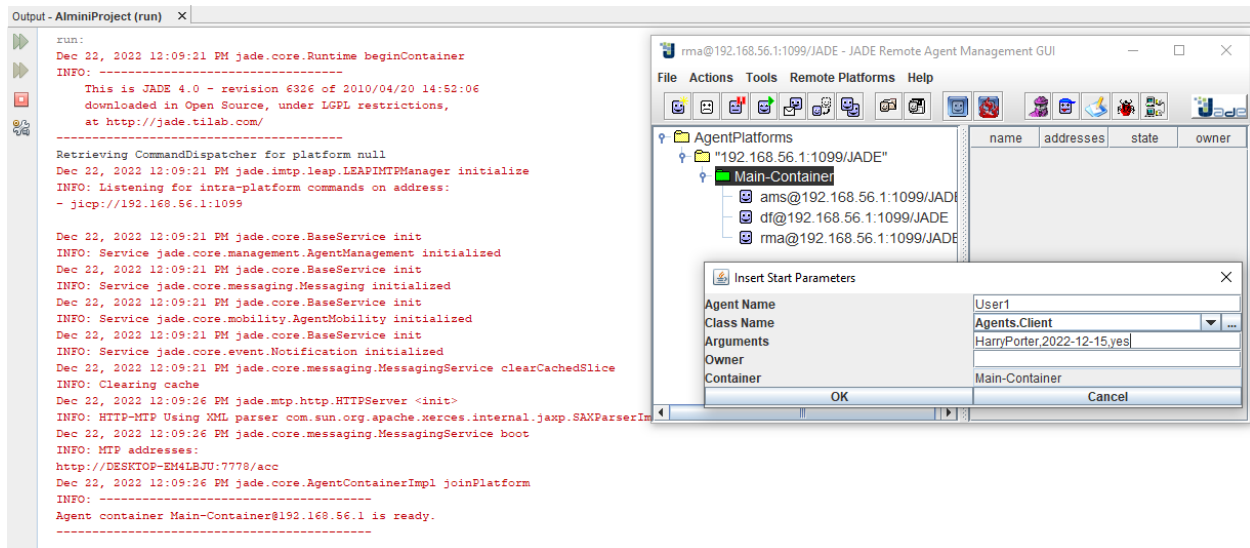 Output - AIminiProject (run) X
run:
Dec 22, 2022 12:09:21 PM jade.core.Runtime beginContainer
INFO: ----------------------------------
This is JADE 4.0 - revision 6326 of 2010/04/20 14:52:06
downloaded in Open Source, under LGPL restrictions,
at http://jade.tilab.com/
----------------------------------------
Retrieving CommandDispatcher for platform null
Dec 22, 2022 12:09:21 PM jade.imtp.leap.LEAPIMTPManager initialize
INFO: Listening for intra-platform commands on address:
- jicp://192.168.56.1:1099
Dec 22, 2022 12:09:21 PM jade.core.BaseService init
INFO: Service jade.core.management.AgentManagement initialized
Dec 22, 2022 12:09:21 PM jade.core.BaseService init
INFO: Service jade.core.messaging.Messaging initialized
Dec 22, 2022 12:09:21 PM jade.core.BaseService init
INFO: Service jade.core.mobility.AgentMobility initialized
Dec 22, 2022 12:09:21 PM jade.core.BaseService init
INFO: Service jade.core.event.Notification initialized
Dec 22, 2022 12:09:21 PM jade.core.messaging.MessagingService clearCachedSlice
INFO: Clearing cache
Dec 22, 2022 12:09:26 PM jade.mtp.http.HTTPServer <init>
INFO: HTTP-MTP Using XML parser com.sun.org.apache.xerces.internal.jaxp.SAXParserIm
Dec 22, 2022 12:09:26 PM jade.core.messaging.MessagingService boot
INFO: MTP addresses:
http://DESKTOP-EM4LBJU:7778/acc
Dec 22, 2022 12:09:26 PM jade.core.AgentContainerImpl joinPlatform
INFO: --------------------------------------
Agent container Main-Container@192.168.56.1 is ready.
--------------------------------------------
rma@192.168.56.1:1099/JADE - JADE Remote Agent Management GUI
File Actions Tools Remote Platforms Help
Jade
AgentPlatforms
"192.168.56.1:1099/JADE"
Main-Container
ams@192.168.56.1:1099/JADE
df@192.168.56.1:1099/JADE
rma@192.168.56.1:1099/JADE
name addresses state owner
Insert Start Parameters
Agent Name User1
Class Name Agents.Client ...
Arguments HarryPorter,2022-12-15,yes
Owner
Container Main-Container
OK Cancel